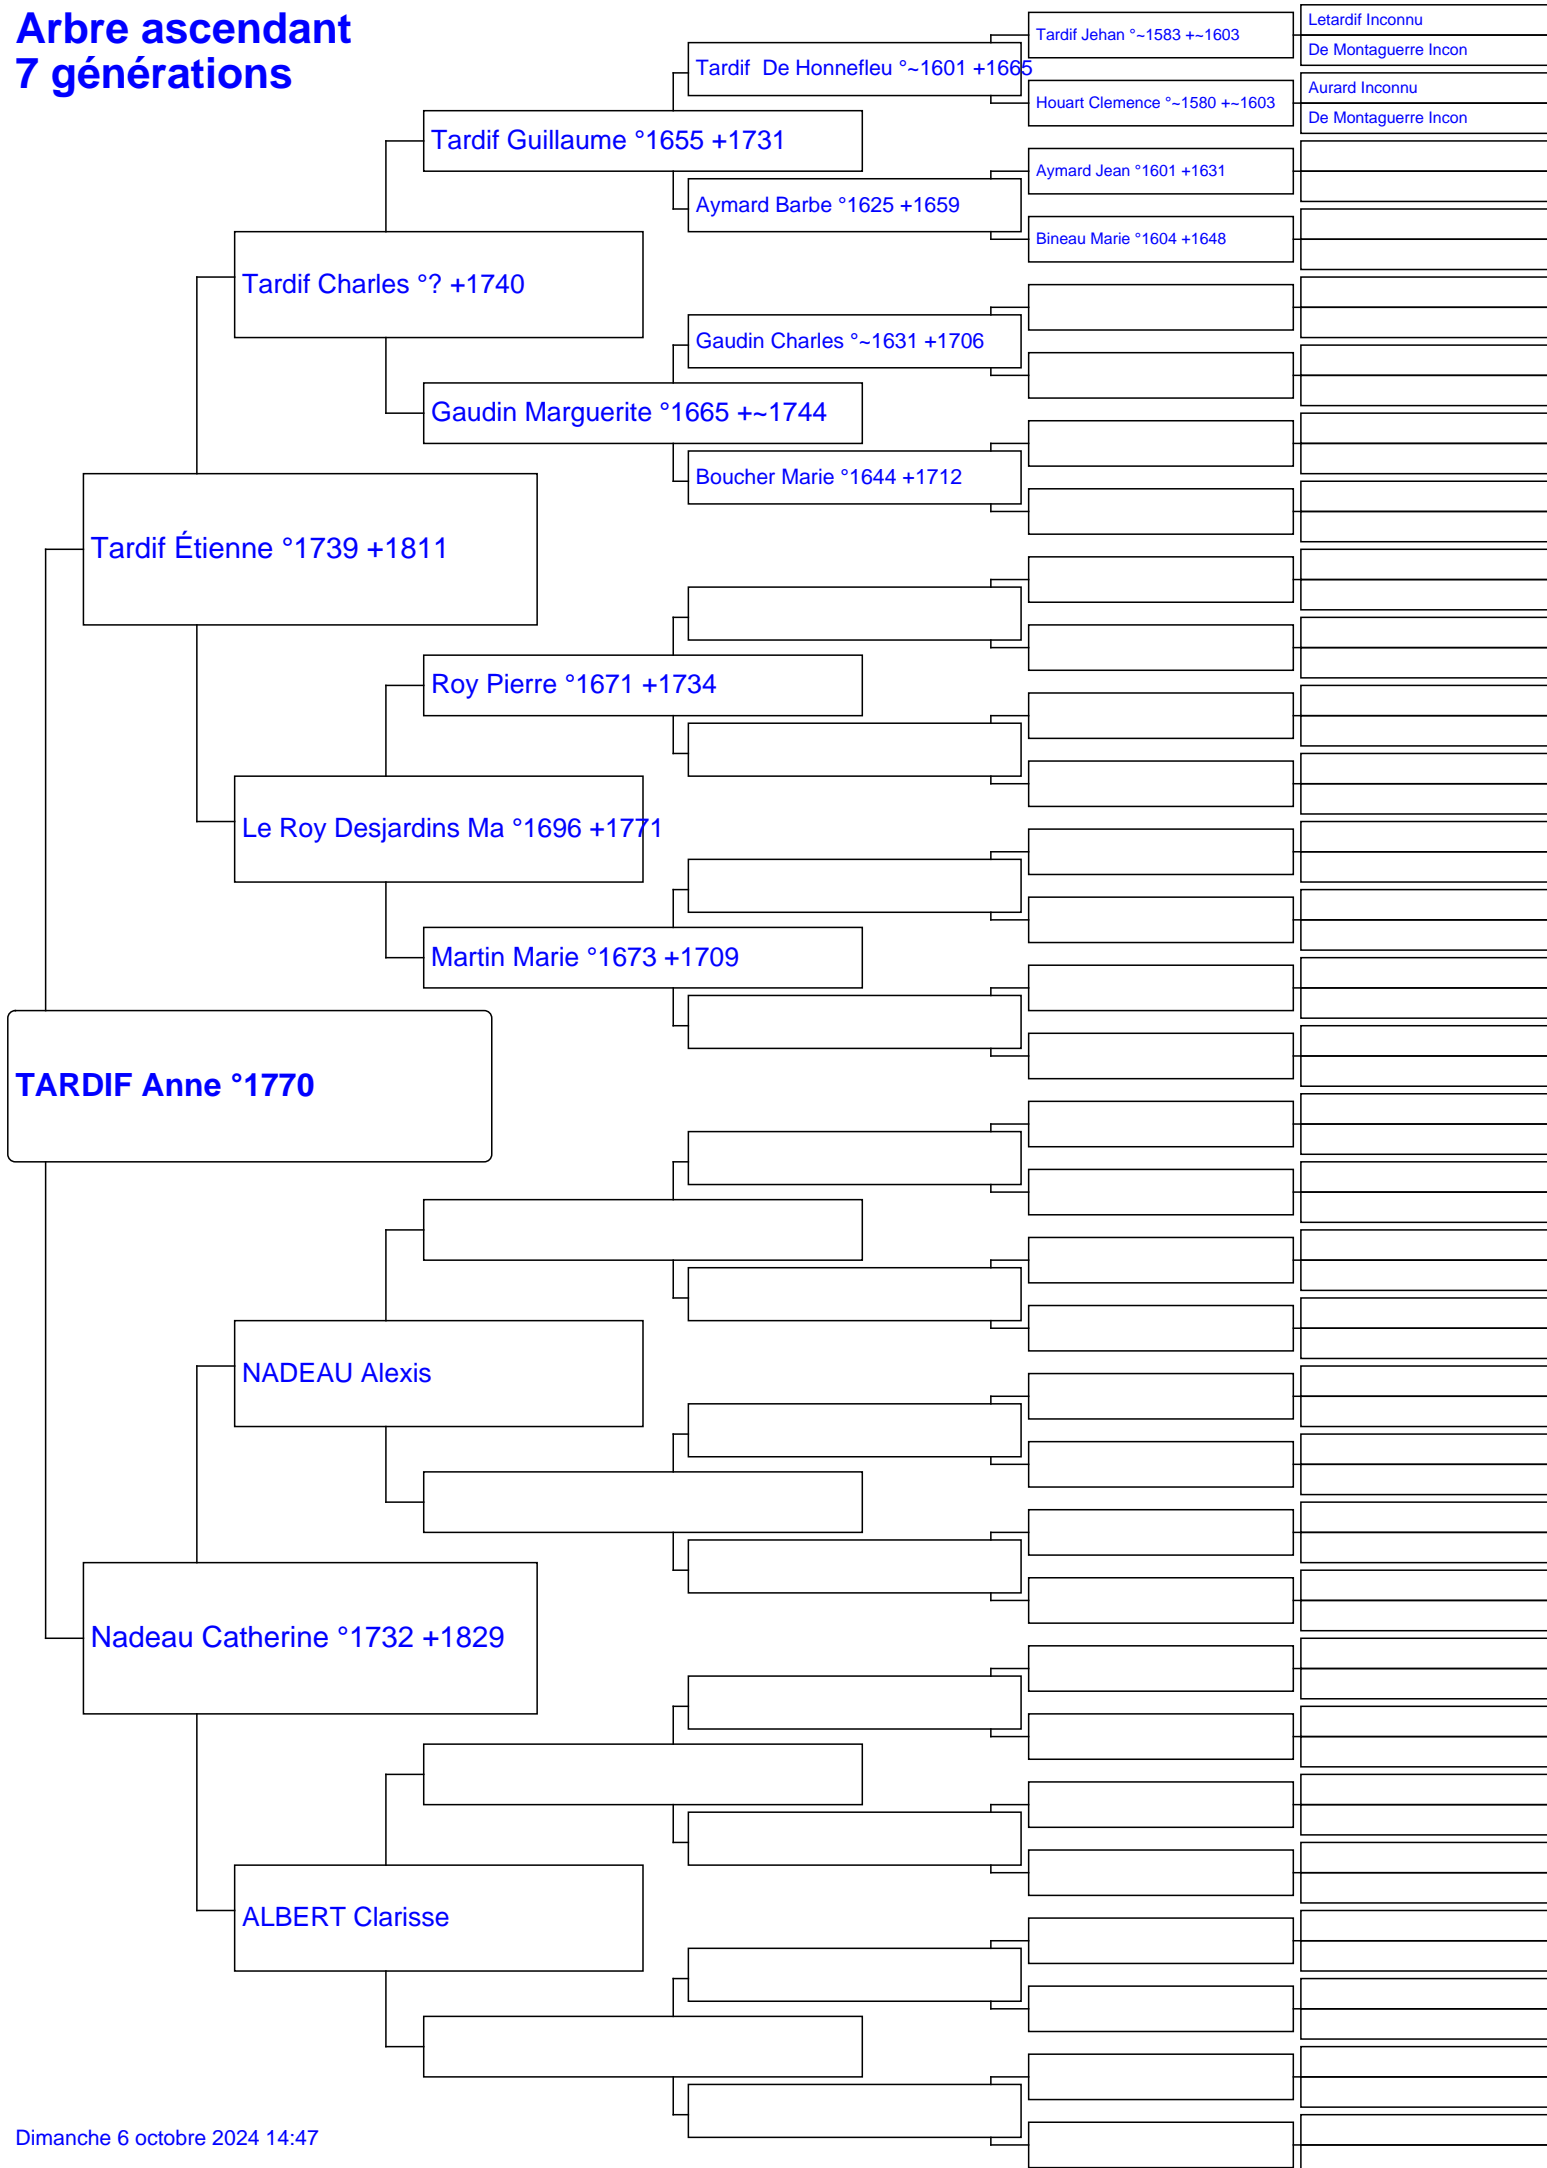 Arbre ascendant
7 générations
Letardif Inconnu
Tardif Jehan °~1583 +~1603
De Montaguerre Incon
Tardif  De Honnefleu °~1601 +1665
Aurard Inconnu
Houart Clemence °~1580 +~1603
De Montaguerre Incon
Tardif Guillaume °1655 +1731
Aymard Jean °1601 +1631
Aymard Barbe °1625 +1659
Bineau Marie °1604 +1648
Tardif Charles °? +1740
Gaudin Charles °~1631 +1706
Gaudin Marguerite °1665 +~1744
Boucher Marie °1644 +1712
Tardif Étienne °1739 +1811
Roy Pierre °1671 +1734
Le Roy Desjardins Ma °1696 +1771
Martin Marie °1673 +1709
TARDIF Anne °1770
NADEAU Alexis
Nadeau Catherine °1732 +1829
ALBERT Clarisse
Dimanche 6 octobre 2024 14:47